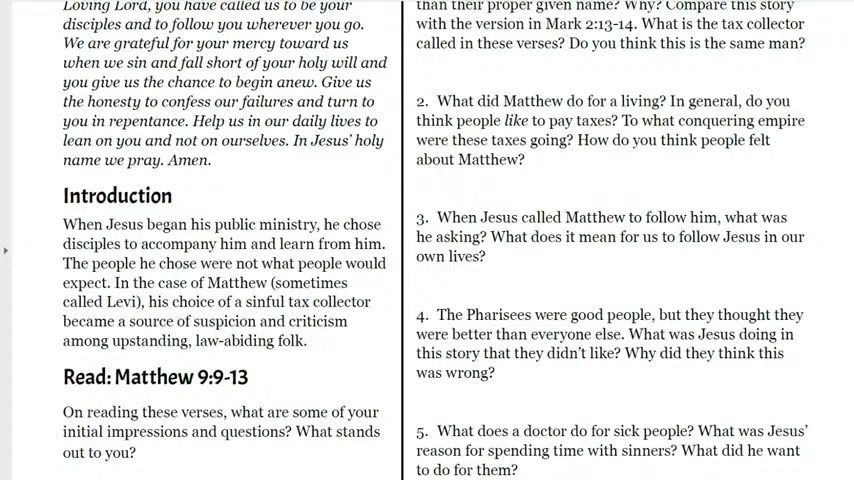 Loving Lord, you have called us to be your
disciples and to follow you wherever you go.
We are grateful for your mercy toward us
when we sin and fall short of your holy will and
you give us the chance to begin anew. Give us
the honesty to confess our failures and turn to
you in repentance. Help us in our daily lives to
lean on you and not on ourselves. In Jesus’ holy
name we pray. Amen.
Introduction
When Jesus began his public ministry, he chose
disciples to accompany him and learn from him.
The people he chose were not what people would
expect. In the case of Matthew (sometimes
called Levi), his choice of a sinful tax collector
became a source of suspicion and criticism
among upstanding, law-abiding folk.
Read: Matthew 9:9-13
On reading these verses, what are some of your
initial impressions and questions? What stands
out to you?
than their proper given name? Why? Compare this story
with the version in Mark 2:13-14. What is the tax collector
called in these verses? Do you think this is the same man?
2. What did Matthew do for a living? In general, do you
think people like to pay taxes? To what conquering empire
were these taxes going? How do you think people felt
about Matthew?
3. When Jesus called Matthew to follow him, what was
he asking? What does it mean for us to follow Jesus in our
own lives?
4. The Pharisees were good people, but they thought they
were better than everyone else. What was Jesus doing in
this story that they didn’t like? Why did they think this
was wrong?
5. What does a doctor do for sick people? What was Jesus’
reason for spending time with sinners? What did he want
to do for them?